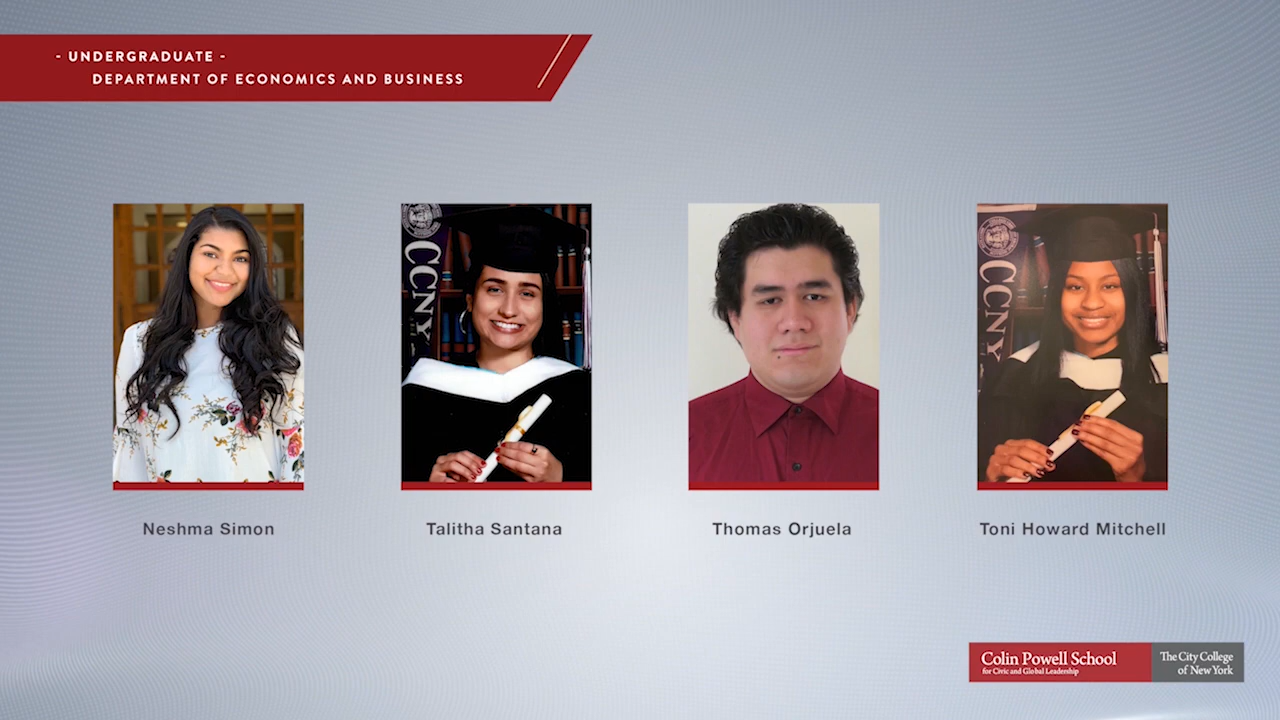 - UNDERGRADUATE -
DEPARTMENT OF ECONOMICS AND BUSINESS
CCNY
CCNY
Neshma Simon
Talitha Santana
Thomas Orjuela
Toni Howard Mitchell
Colin Powell School
for Civic and Global Leadership
The City College
of New York